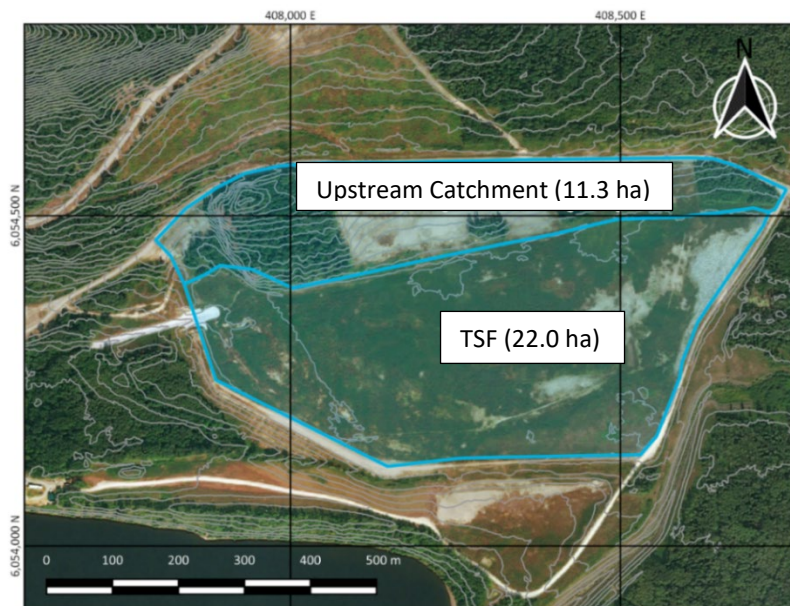 408,000 E
408,500 E
N
Upstream Catchment (11.3 ha)
6,054,500 N
TSF (22.0 ha)
6,054,000 N
0 100 200 300 400 500 m